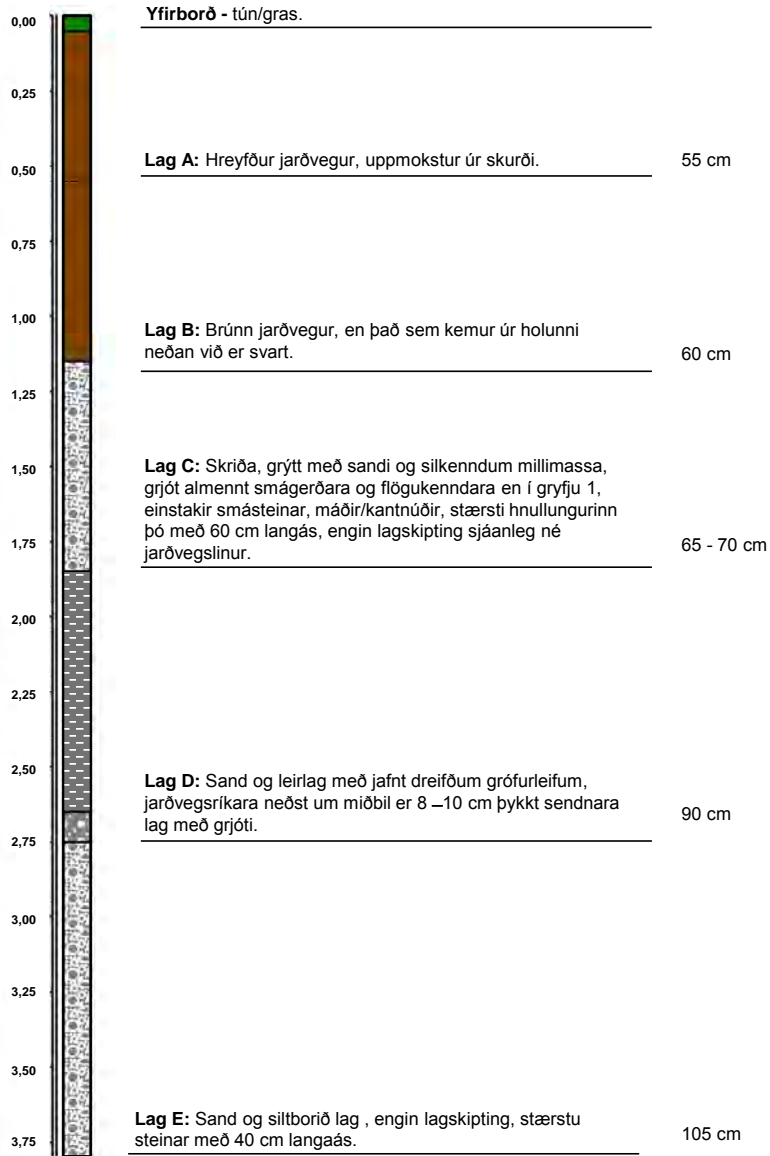 0,00
Yfirborð - tún/gras.
0,25
Lag A: Hreyfður jarðvegur, uppmokstur úr skurði.
55 cm
0,50
0,75
1,00
Lag B: Brúnn jarðvegur, en það sem kemur úr holunni
neðan við er svart.
60 cm
1,25
1,50
Lag C: Skriða, grýtt með sandi og silkenndum millimassa,
grjót almennt smágerðara og flögukenndara en í gryfju 1,
einstakir smásteinar, máðir/kantnúðir, stærsti hnullungurinn
þó með 60 cm langás, engin lagskipting sjáanleg né
jarðvegslinur.
1,75
65 - 70 cm
2,00
2,25
2,50
Lag D: Sand og leirlag með jafnt dreifðum grófurleifum,
jarðvegsríkara neðst um miðbil er 8 –10 cm þykkt sendnara
lag með grjóti.
90 cm
2,75
3,00
3,25
3,50
Lag E: Sand og siltborið lag , engin lagskipting, stærstu
steinar með 40 cm langaás.
105 cm
3,75